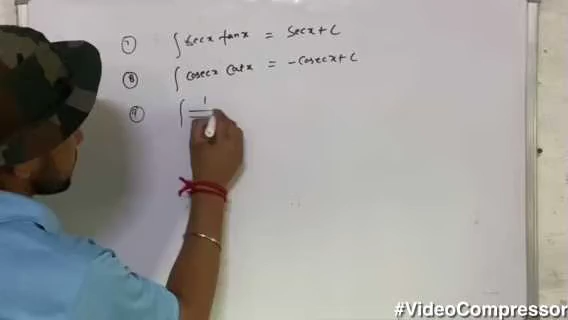 7 ∫ secx tanx = secx + c
8 ∫ cosecx cotx = -cosecx + c
9 ∫ 1
#VideoCompressor